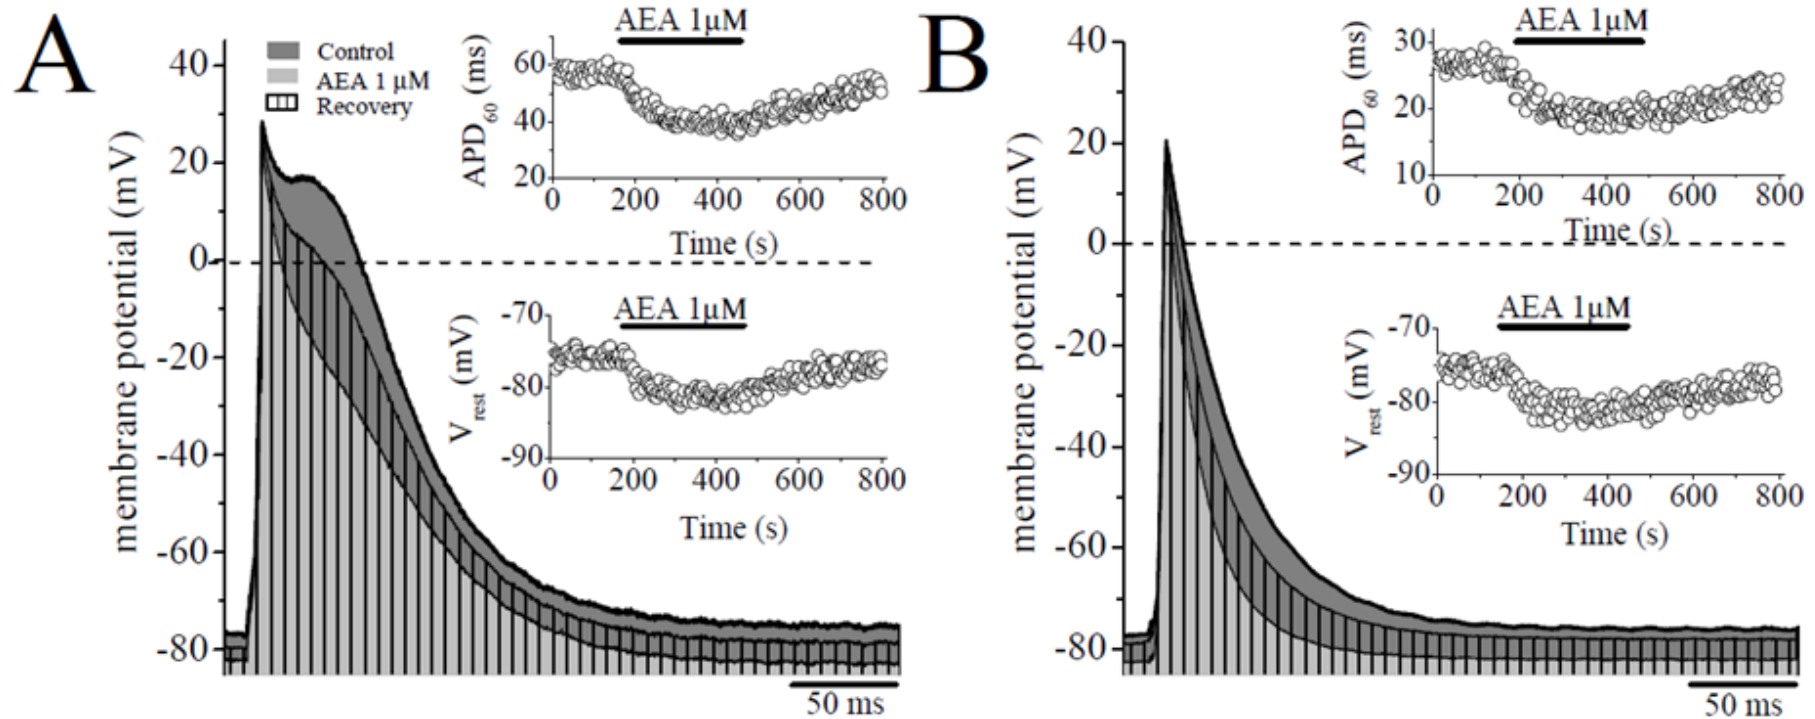 A
Control
AEA 1 μM
Recovery
membrane potential (mV)
40
20
0
-20
-40
-60
-80
50 ms
AEA 1μM
APD60 (ms)
60
40
20
0 200 400 600 800
Time (s)
AEA 1μM
Vrest (mV)
-70
-80
-90
0 200 400 600 800
Time (s)
B
membrane potential (mV)
40
20
0
-20
-40
-60
-80
50 ms
AEA 1μM
APD60 (ms)
30
20
10
0 200 400 600 800
Time (s)
AEA 1μM
Vrest (mV)
-70
-80
-90
0 200 400 600 800
Time (s)